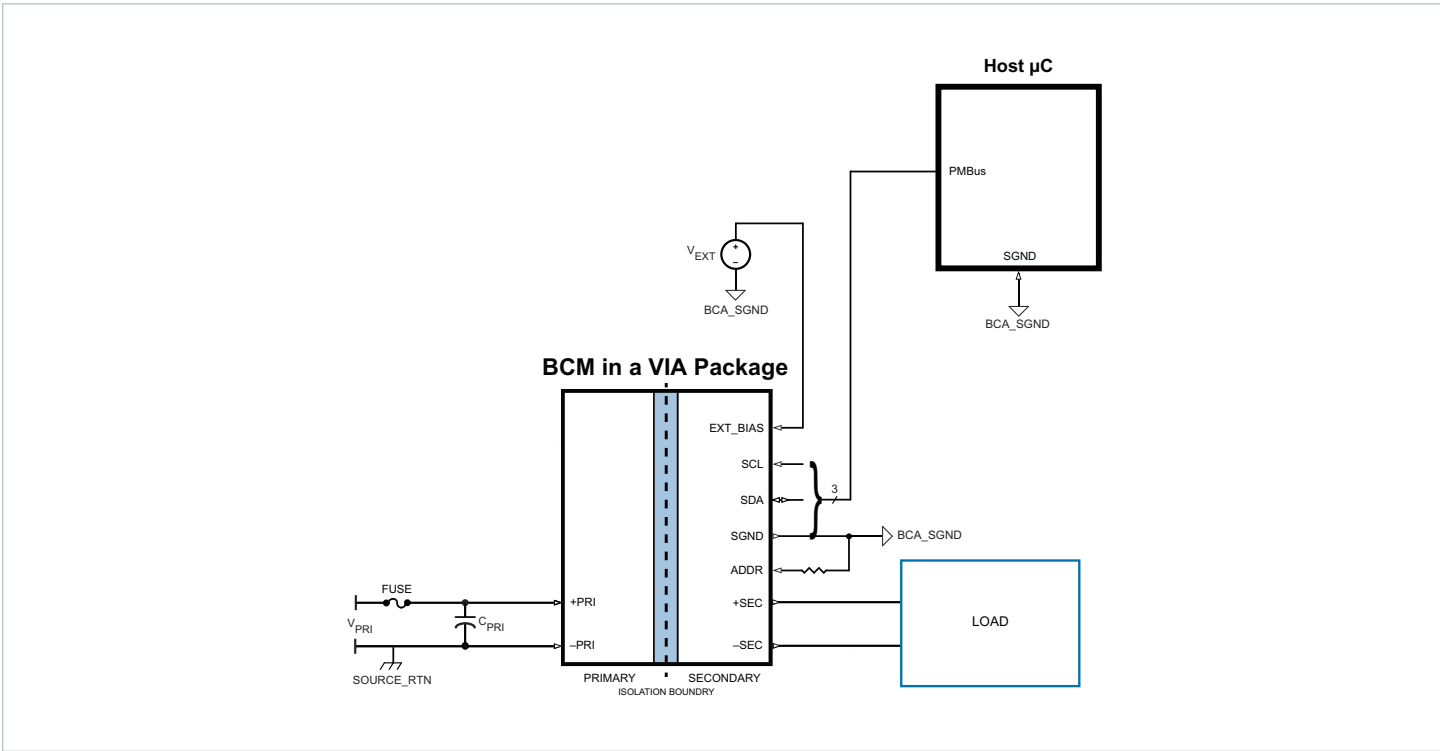 Host µC
PMBus
SGND
BCA_SGND
V_EXT
+
–
BCA_SGND
BCM in a VIA Package
EXT_BIAS
SCL
SDA
3
SGND
BCA_SGND
ADDR
FUSE
+PRI
+SEC
V_PRI
C_PRI
LOAD
–PRI
–SEC
SOURCE_RTN
PRIMARY
SECONDARY
ISOLATION BOUNDRY